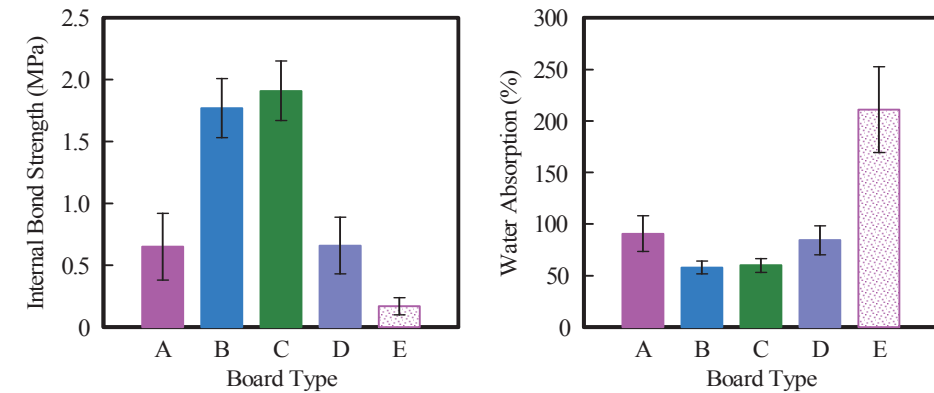 Internal Bond Strength (MPa)
2.5
2.0
1.5
1.0
0.5
0
A B C D E
Board Type
Water Absorption (%)
300
250
200
150
100
50
0
A B C D E
Board Type